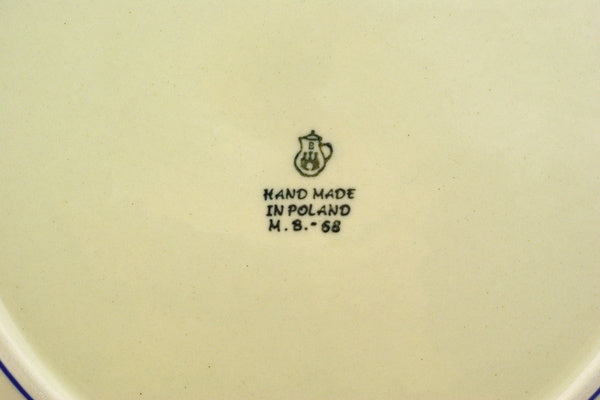 B
HAND MADE
IN POLAND
M.B.-68